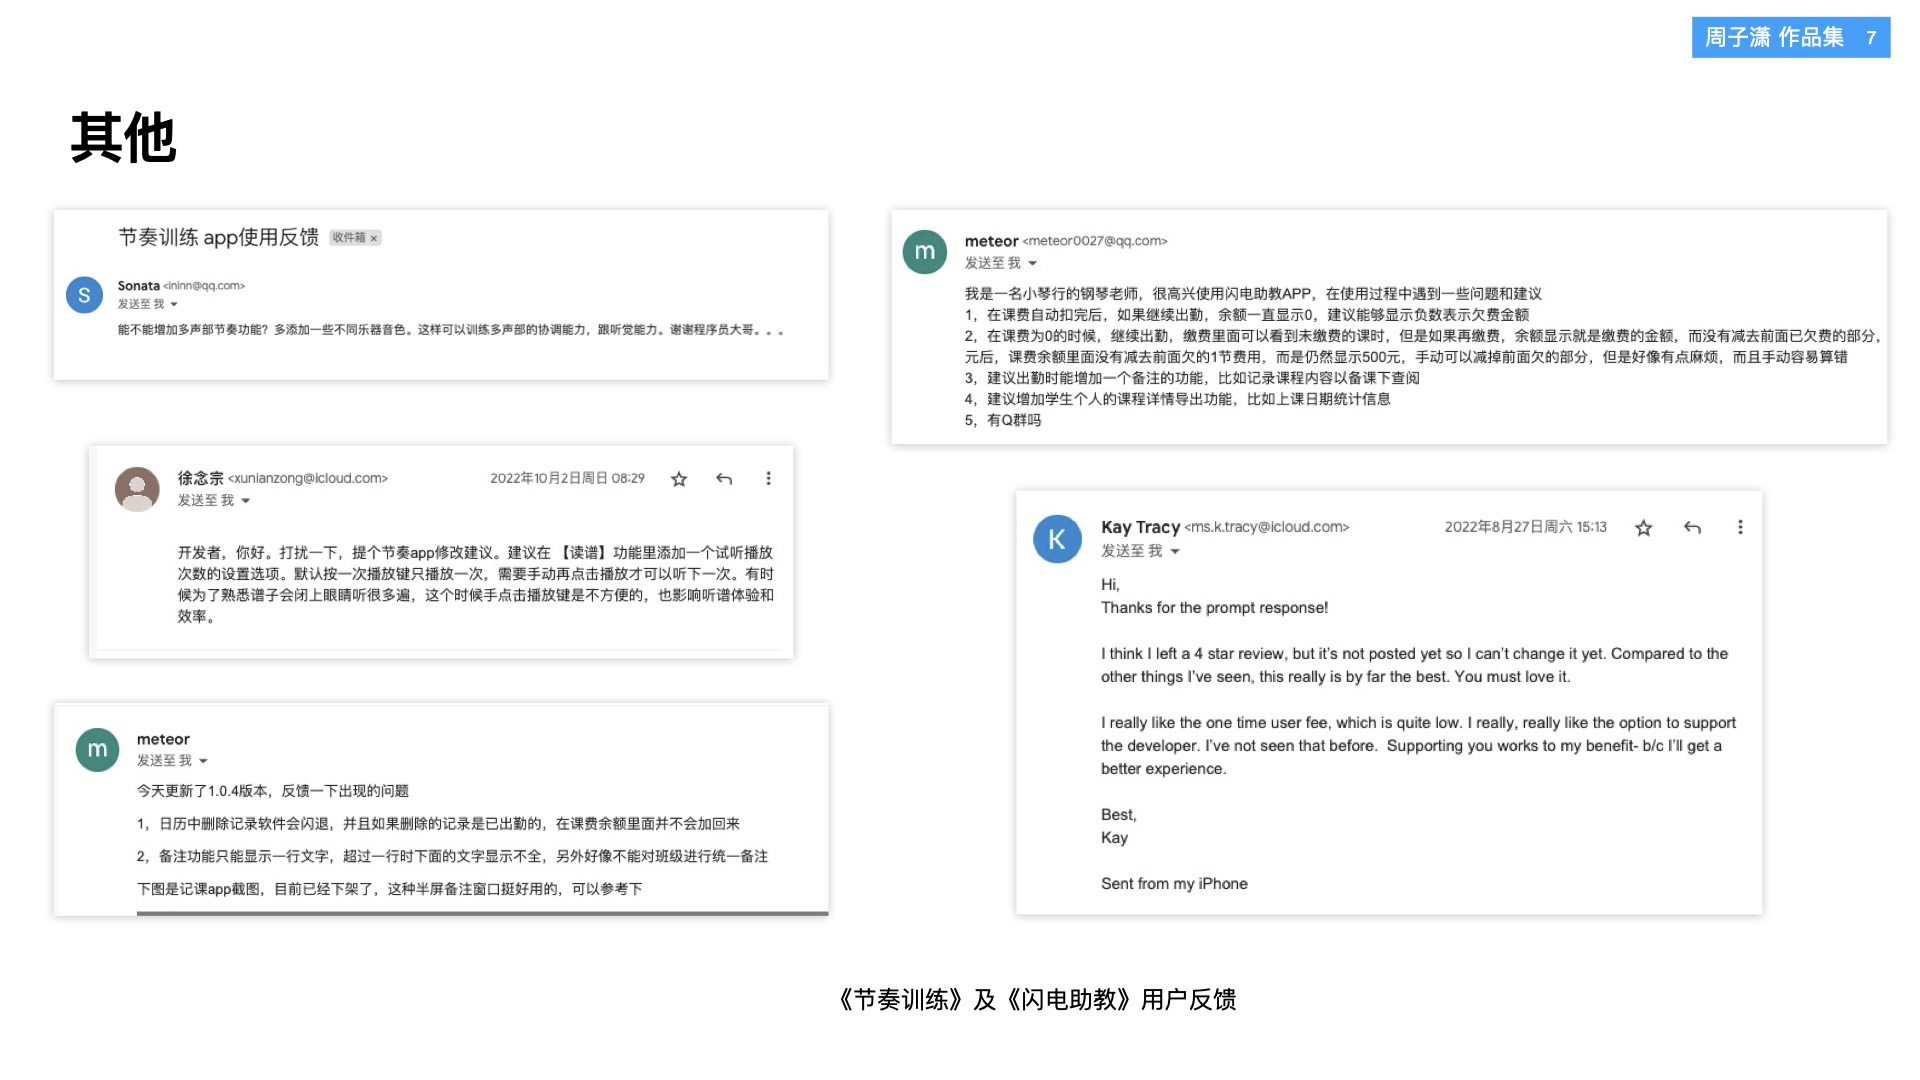 周子潇 作品集 7
其他
节奏训练 app使用反馈 收件箱 ×
S
Sonata <ininn@qq.com>
发送至 我
能不能增加多声部节奏功能？多添加一些不同乐器音色。这样可以训练多声部的协调能力，跟听觉能力。谢谢程序员大哥。。。
徐念宗 <xunianzong@icloud.com> 2022年10月2日周日 08:29
发送至 我
开发者，你好。打扰一下，提个节奏app修改建议。建议在 【读谱】功能里添加一个试听播放
次数的设置选项。默认按一次播放键只播放一次，需要手动再点击播放才可以听下一次。有时
候为了熟悉谱子会闭上眼睛听很多遍，这个时候手点击播放键是不方便的，也影响听谱体验和
效率。
m
meteor
发送至 我
今天更新了1.0.4版本，反馈一下出现的问题
1，日历中删除记录软件会闪退，并且如果删除的记录是已出勤的，在课费余额里面并不会加回来
2，备注功能只能显示一行文字，超过一行时下面的文字显示不全，另外好像不能对班级进行统一备注
下图是记课app截图，目前已经下架了，这种半屏备注窗口挺好用的，可以参考下
m
meteor <meteor0027@qq.com>
发送至 我
我是一名小琴行的钢琴老师，很高兴使用闪电助教APP，在使用过程中遇到一些问题和建议
1，在课费自动扣完后，如果继续出勤，余额一直显示0，建议能够显示负数表示欠费金额
2，在课费为0的时候，继续出勤，缴费里面可以看到未缴费的课时，但是如果再缴费，余额显示就是缴费的金额，而没有减去前面已欠费的部分，
元后，课费余额里面没有减去前面欠的1节费用，而是仍然显示500元，手动可以减掉前面欠的部分，但是好像有点麻烦，而且手动容易算错
3，建议出勤时能增加一个备注的功能，比如记录课程内容以备课下查阅
4，建议增加学生个人的课程详情导出功能，比如上课日期统计信息
5，有Q群吗
K
Kay Tracy <ms.k.tracy@icloud.com> 2022年8月27日周六 15:13
发送至 我
Hi,
Thanks for the prompt response!
I think I left a 4 star review, but it's not posted yet so I can't change it yet. Compared to the
other things I've seen, this really is by far the best. You must love it.
I really like the one time user fee, which is quite low. I really, really like the option to support
the developer. I've not seen that before. Supporting you works to my benefit- b/c I'll get a
better experience.
Best,
Kay
Sent from my iPhone
《节奏训练》及《闪电助教》用户反馈